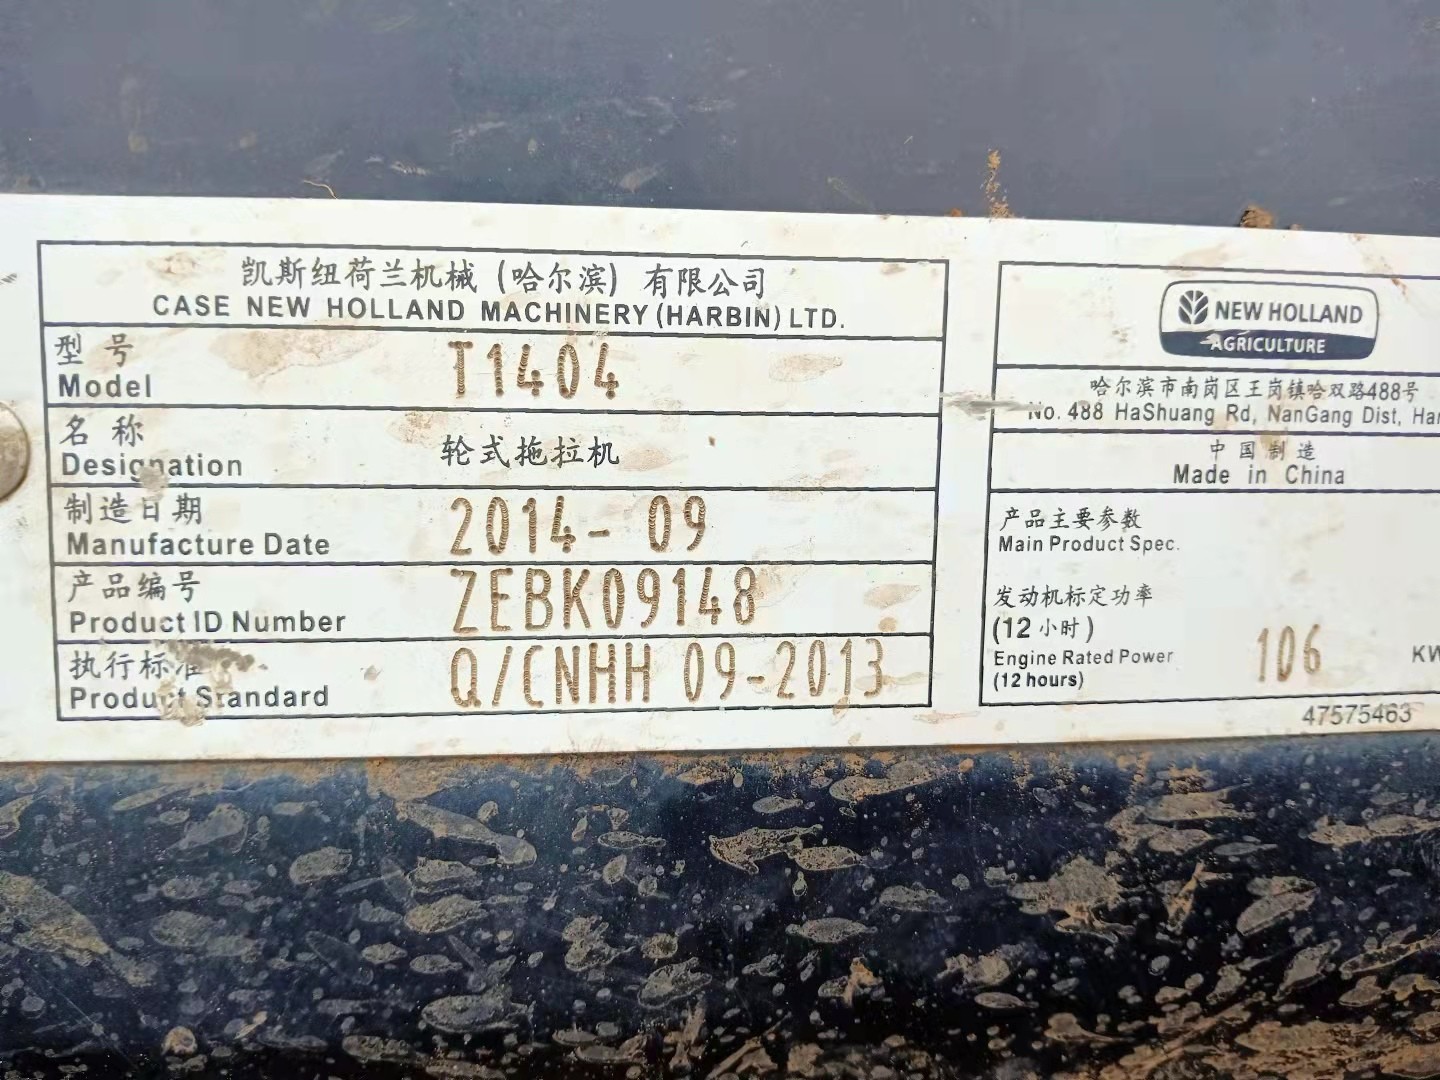 凯斯纽荷兰机械（哈尔滨）有限公司
CASE NEW HOLLAND MACHINERY (HARBIN) LTD.
型号 T1404
Model
名称 轮式拖拉机
Designation
制造日期 2014-09
Manufacture Date
产品编号 ZEBK09148
Product ID Number
执行标准 Q/CNHH 09-2013
Product Standard
NEW HOLLAND
AGRICULTURE
哈尔滨市南岗区王岗镇哈双路488号
No. 488 HaShuang Rd, NanGang Dist, Har
中国制造
Made in China
产品主要参数
Main Product Spec.
发动机标定功率
(12 小时)
Engine Rated Power 106 KW
(12 hours)
47575463